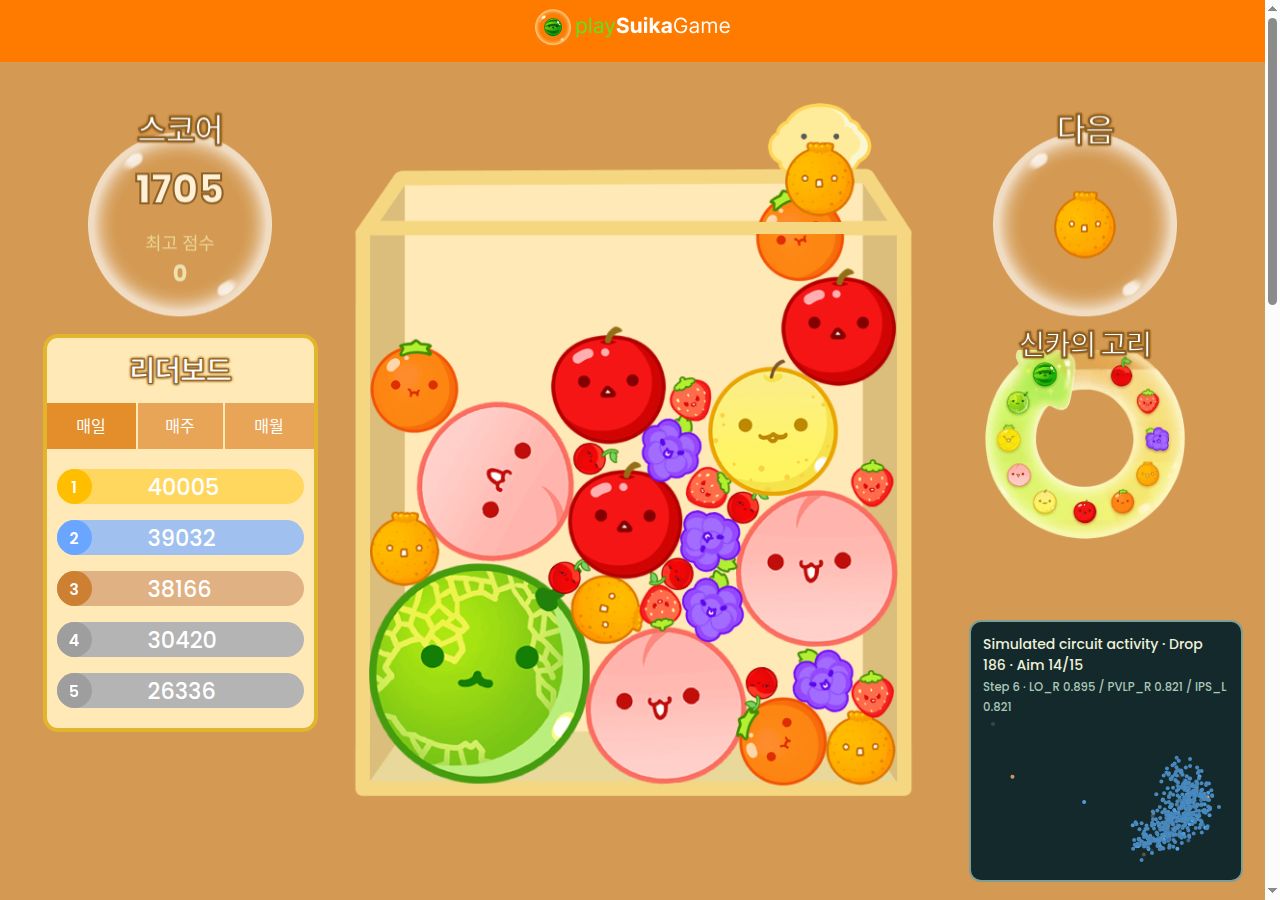 playSuikaGame
스코어
1705
최고 점수
0
리더보드
매일 매주 매월
1 40005
2 39032
3 38166
4 30420
5 26336
다음
신카의 고리
Simulated circuit activity · Drop
186 · Aim 14/15
Step 6 · LO_R 0.895 / PVLP_R 0.821 / IPS_L
0.821